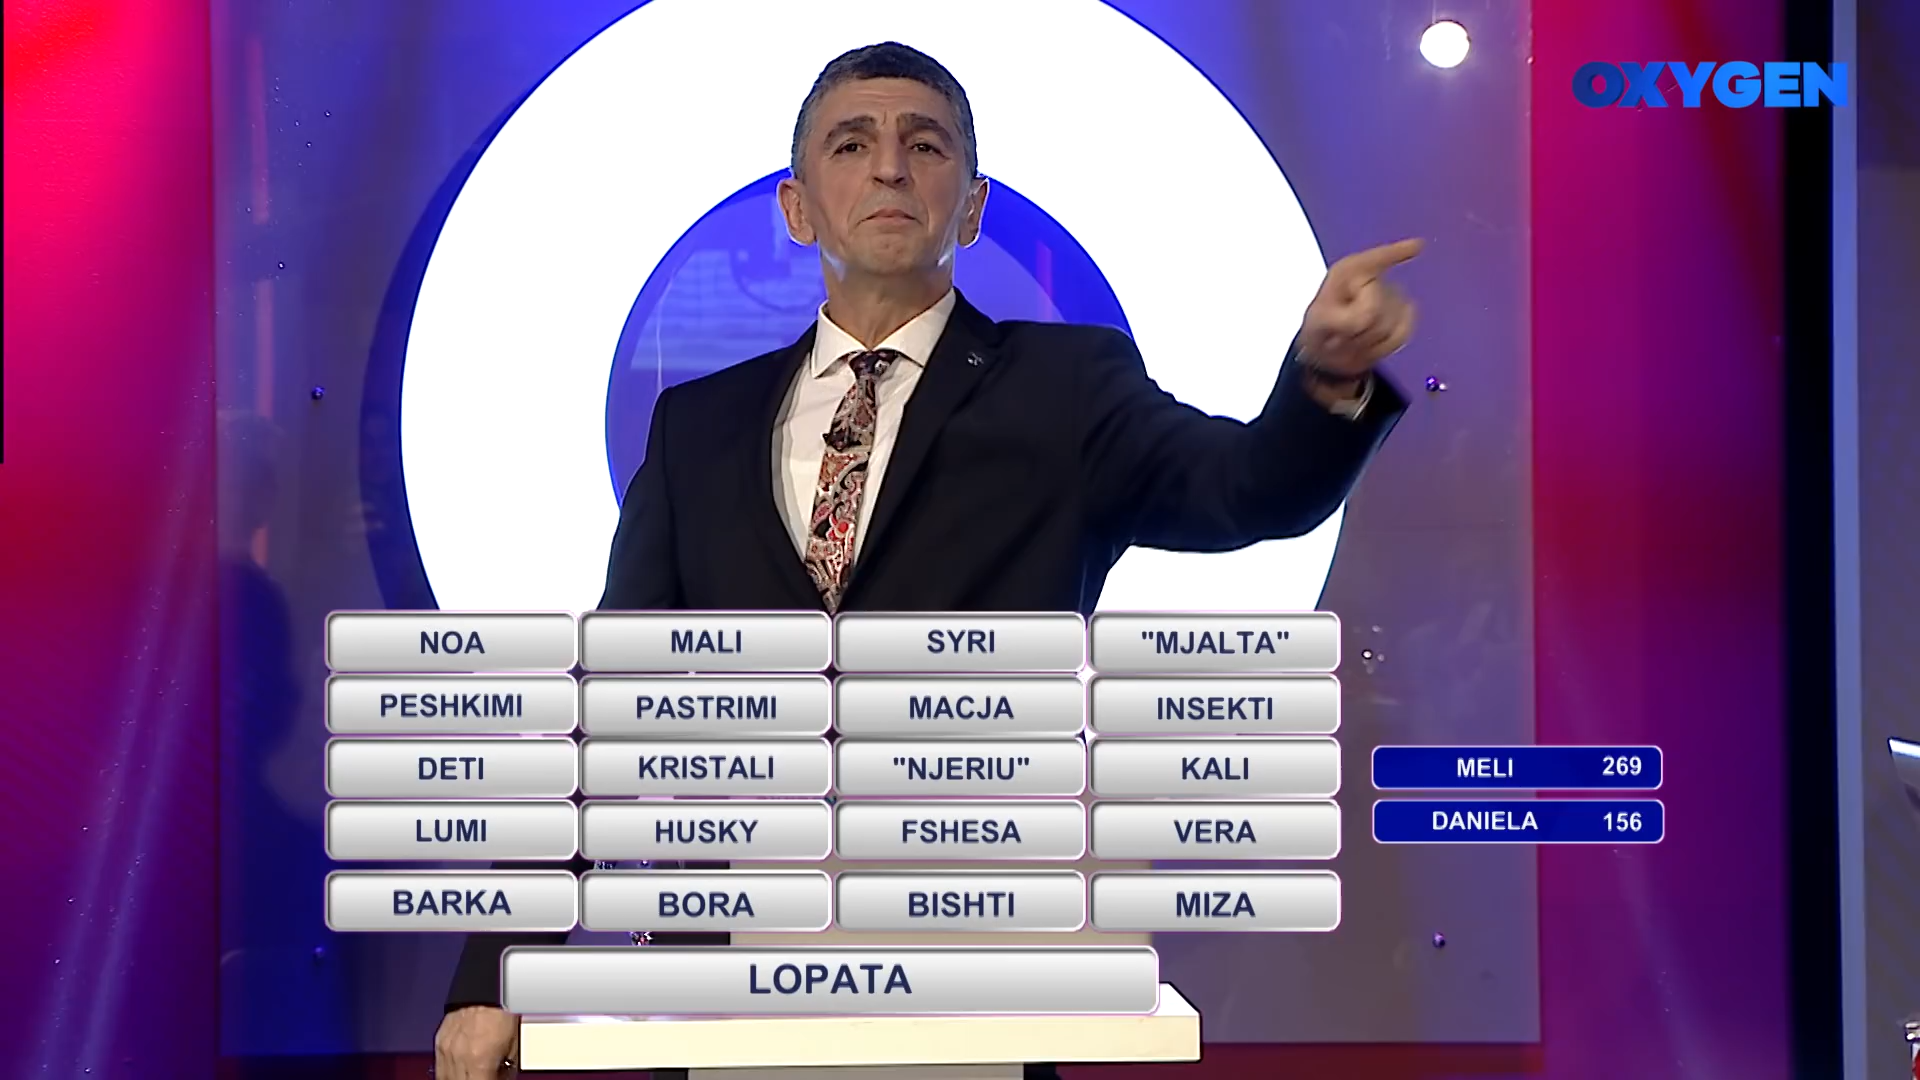 OXYGEN
NOA MALI SYRI "MJALTA"
PESHKIMI PASTRIMI MACJA INSEKTI
DETI KRISTALI "NJERIU" KALI
LUMI HUSKY FSHESA VERA
BARKA BORA BISHTI MIZA
LOPATA
MELI 269
DANIELA 156